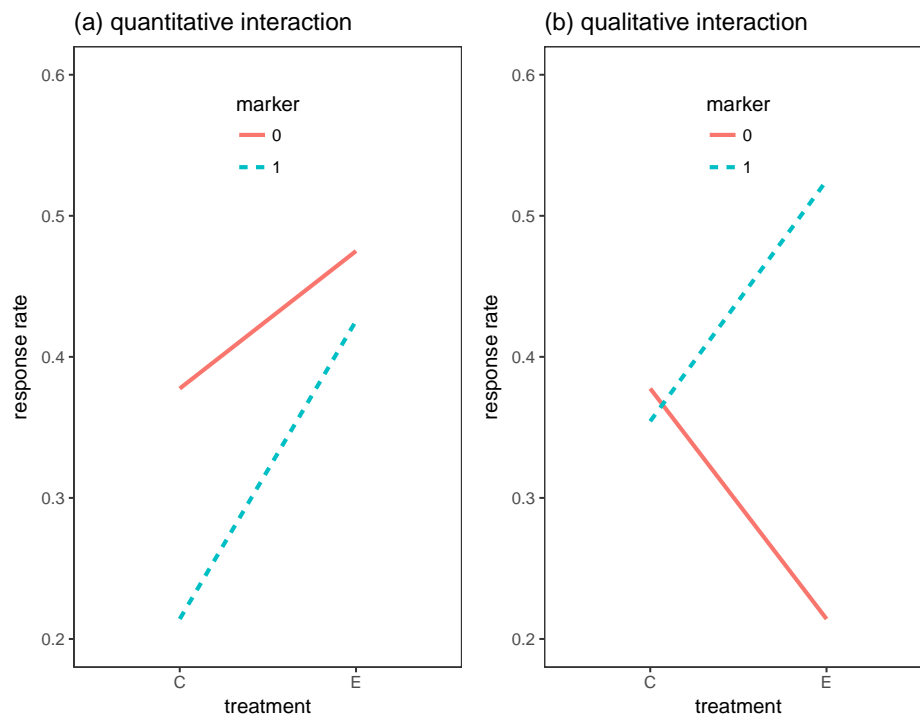 (a) quantitative interaction
0.6
0.5
0.4
0.3
0.2
response rate
marker
0
1
C
E
treatment
(b) qualitative interaction
0.6
0.5
0.4
0.3
0.2
response rate
marker
0
1
C
E
treatment